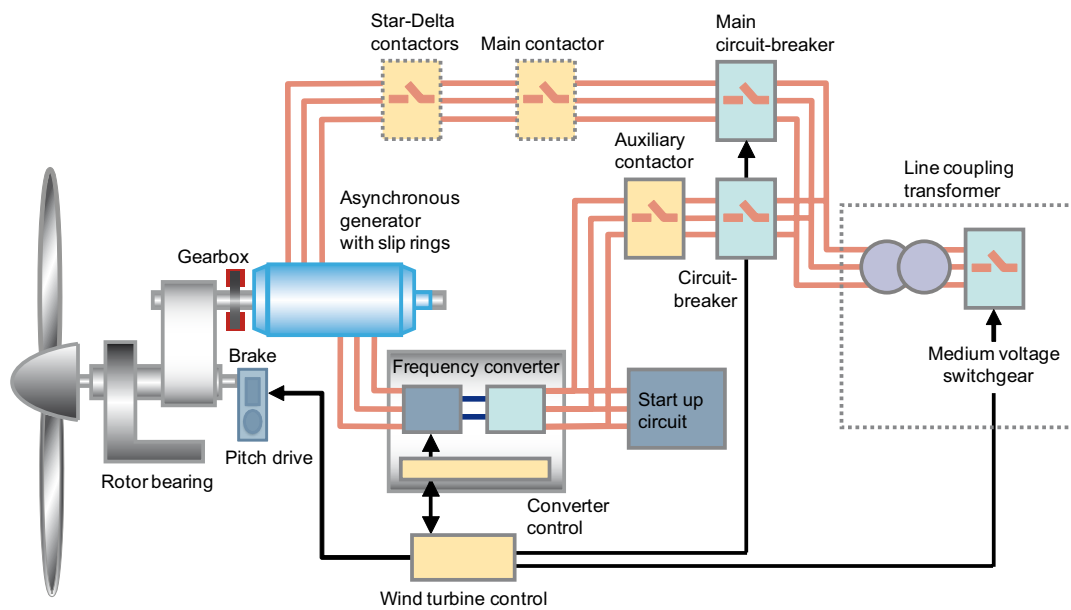 Star-Delta
contactors
Main contactor
Main
circuit-breaker
Auxiliary
contactor
Line coupling
transformer
Asynchronous
generator
with slip rings
Gearbox
Circuit-
breaker
Brake
Frequency converter
Medium voltage
switchgear
Start up
circuit
Pitch drive
Rotor bearing
Converter
control
Wind turbine control